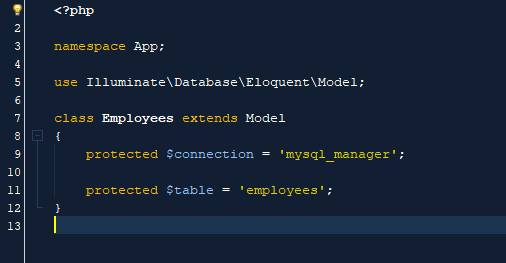 <?php
2
3 namespace App;
4
5 use Illuminate\Database\Eloquent\Model;
6
7 class Employees extends Model
8 {
9 protected $connection = 'mysql_manager';
10
11 protected $table = 'employees';
12 }
13